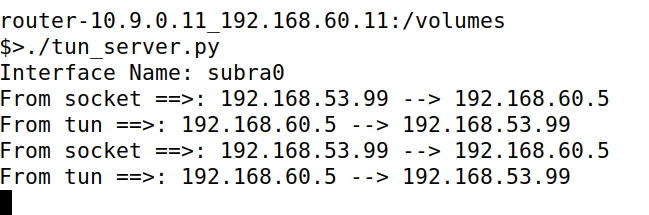 router-10.9.0.11_192.168.60.11:/volumes
$>./tun_server.py
Interface Name: subra0
From socket ==>: 192.168.53.99 --> 192.168.60.5
From tun ==>: 192.168.60.5 --> 192.168.53.99
From socket ==>: 192.168.53.99 --> 192.168.60.5
From tun ==>: 192.168.60.5 --> 192.168.53.99